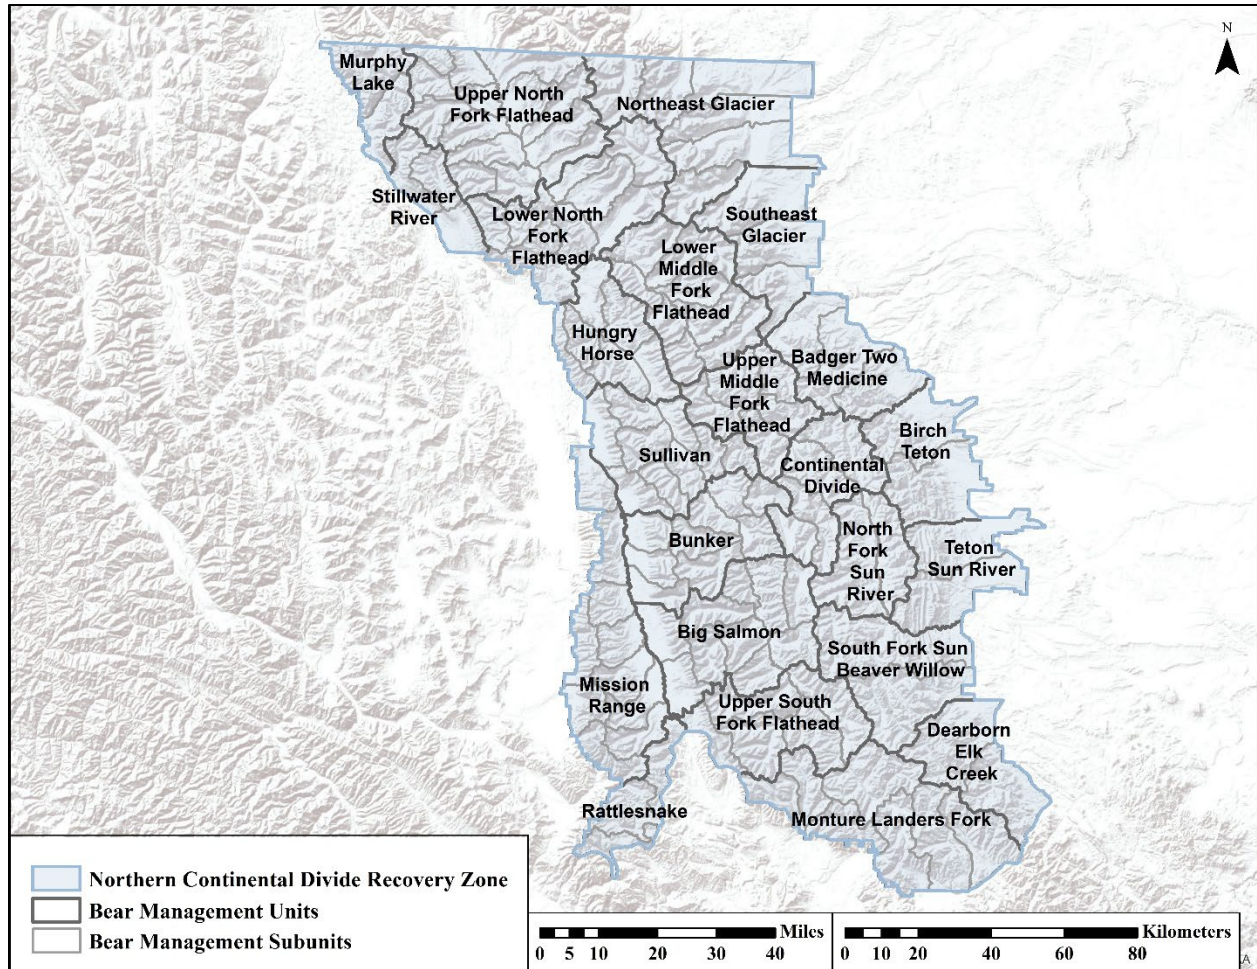 N
Murphy
Lake
Upper North
Fork Flathead
Northeast Glacier
Stillwater
River
Lower North
Fork
Flathead
Southeast
Glacier
Lower
Middle
Fork
Flathead
Hungry
Horse
Upper
Middle
Fork
Flathead
Badger Two
Medicine
Birch
Teton
Sullivan
Continental
Divide
Bunker
North
Fork
Sun
River
Teton
Sun River
Big Salmon
South Fork Sun
Beaver Willow
Mission
Range
Upper South
Fork Flathead
Dearborn
Elk
Creek
Rattlesnake
Monture Landers Fork
Northern Continental Divide Recovery Zone
Bear Management Units
Bear Management Subunits
Miles
0 5 10 20 30 40
Kilometers
0 10 20 40 60 80